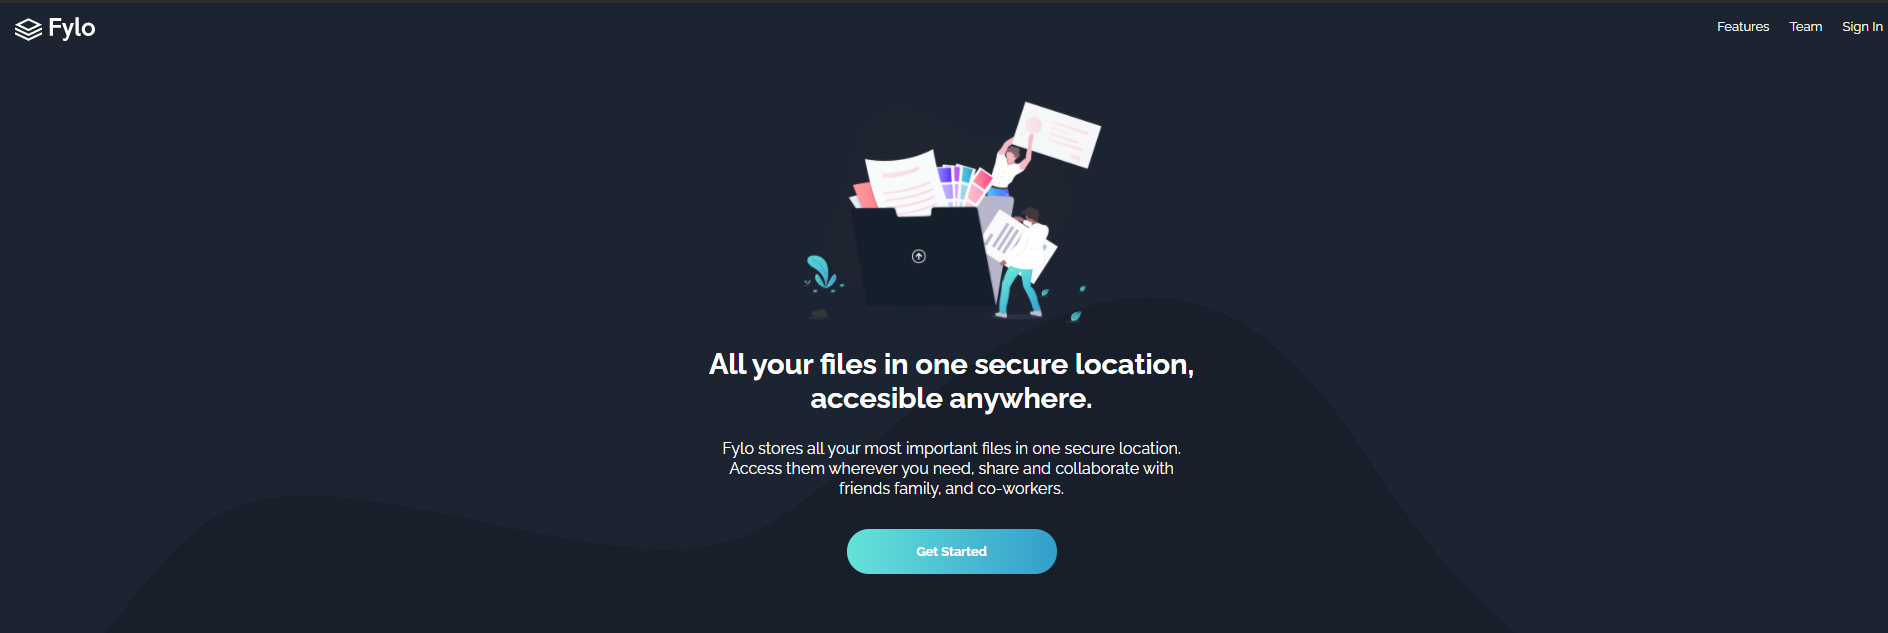 Fylo
Features
Team
Sign In
All your files in one secure location,
accesible anywhere.
Fylo stores all your most important files in one secure location.
Access them wherever you need, share and collaborate with
friends family, and co-workers.
Get Started